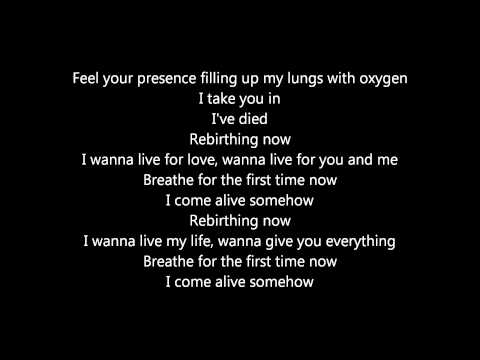 Feel your presence filling up my lungs with oxygen
I take you in
I've died
Rebirthing now
I wanna live for love, wanna live for you and me
Breathe for the first time now
I come alive somehow
Rebirthing now
I wanna live my life, wanna give you everything
Breathe for the first time now
I come alive somehow